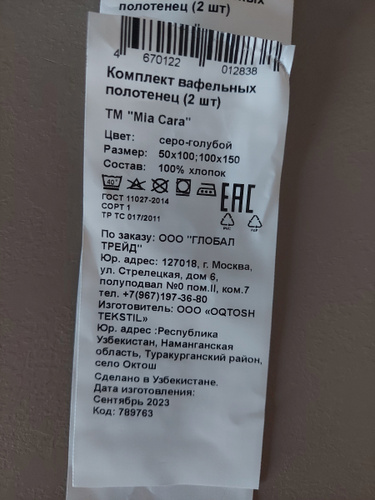 полотенец (2 шт)
4 670122 012838
Комплект вафельных
полотенец (2 шт)
ТМ "Mia Cara"
Цвет: серо-голубой
Размер: 50х100;100х150
Состав: 100% хлопок
40°
EAC
ГОСТ 11027-2014
СОРТ 1
ТР ТС 017/2011
По заказу: ООО "ГЛОБАЛ
ТРЕЙД"
Юр. адрес: 127018, г. Москва,
ул. Стрелецкая, дом 6,
полуподвал №0 пом.II, ком.7
тел. +7(967)197-36-80
Изготовитель: ООО «OQTOSH
TEKSTIL»
Юр. адрес :Республика
Узбекистан, Наманганская
область, Туракурганский район,
село Октош
Сделано в Узбекистане.
Дата изготовления:
Сентябрь 2023
Код: 789763